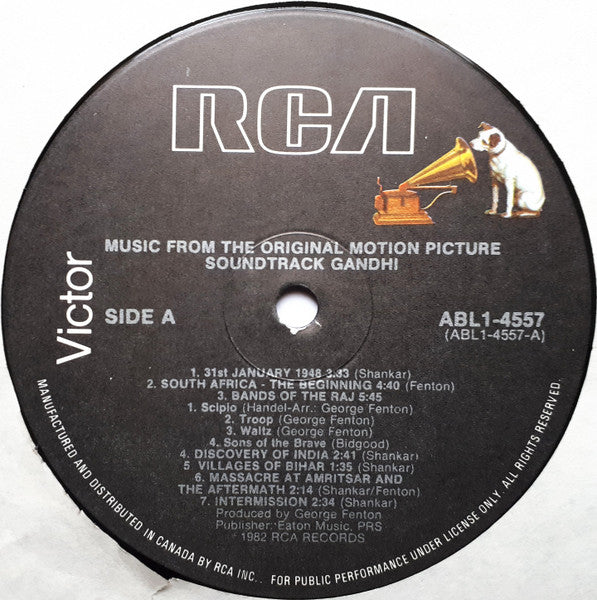 RCA
Victor
MUSIC FROM THE ORIGINAL MOTION PICTURE
SOUNDTRACK GANDHI
SIDE A
ABL1-4557
(ABL1-4557-A)
1. 31st JANUARY 1948 3:33 (Shankar)
2. SOUTH AFRICA - THE BEGINNING 4:40 (Fenton)
3. BANDS OF THE RAJ 5:45
1. Scipio (Handel-Arr.: George Fenton)
2. Troop (George Fenton)
3. Waltz (George Fenton)
4. Sons of the Brave (Bidgood)
4. DISCOVERY OF INDIA 2:41 (Shankar)
5 VILLAGES OF BIHAR 1:35 (Shankar)
6. MASSACRE AT AMRITSAR AND
THE AFTERMATH 2:14 (Shankar/Fenton)
7. INTERMISSION 2:34 (Shankar)
Produced by George Fenton
Publisher: Eaton Music, PRS
1982 RCA RECORDS
MANUFACTURED AND DISTRIBUTED IN CANADA BY RCA INC.. FOR PUBLIC PERFORMANCE UNDER LICENSE ONLY. ALL RIGHTS RESERVED.